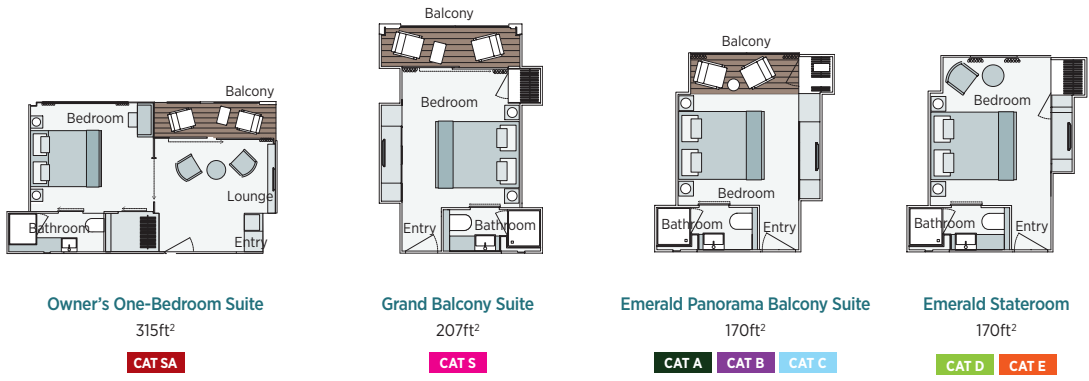 Balcony
Bedroom
Lounge
Bathroom
Entry
Owner's One-Bedroom Suite
315ft²
CAT SA
Balcony
Bedroom
Entry
Bathroom
Grand Balcony Suite
207ft²
CAT S
Balcony
Bedroom
Bathroom
Entry
Emerald Panorama Balcony Suite
170ft²
CAT A CAT B CAT C
Bedroom
Bathroom
Entry
Emerald Stateroom
170ft²
CAT D CAT E